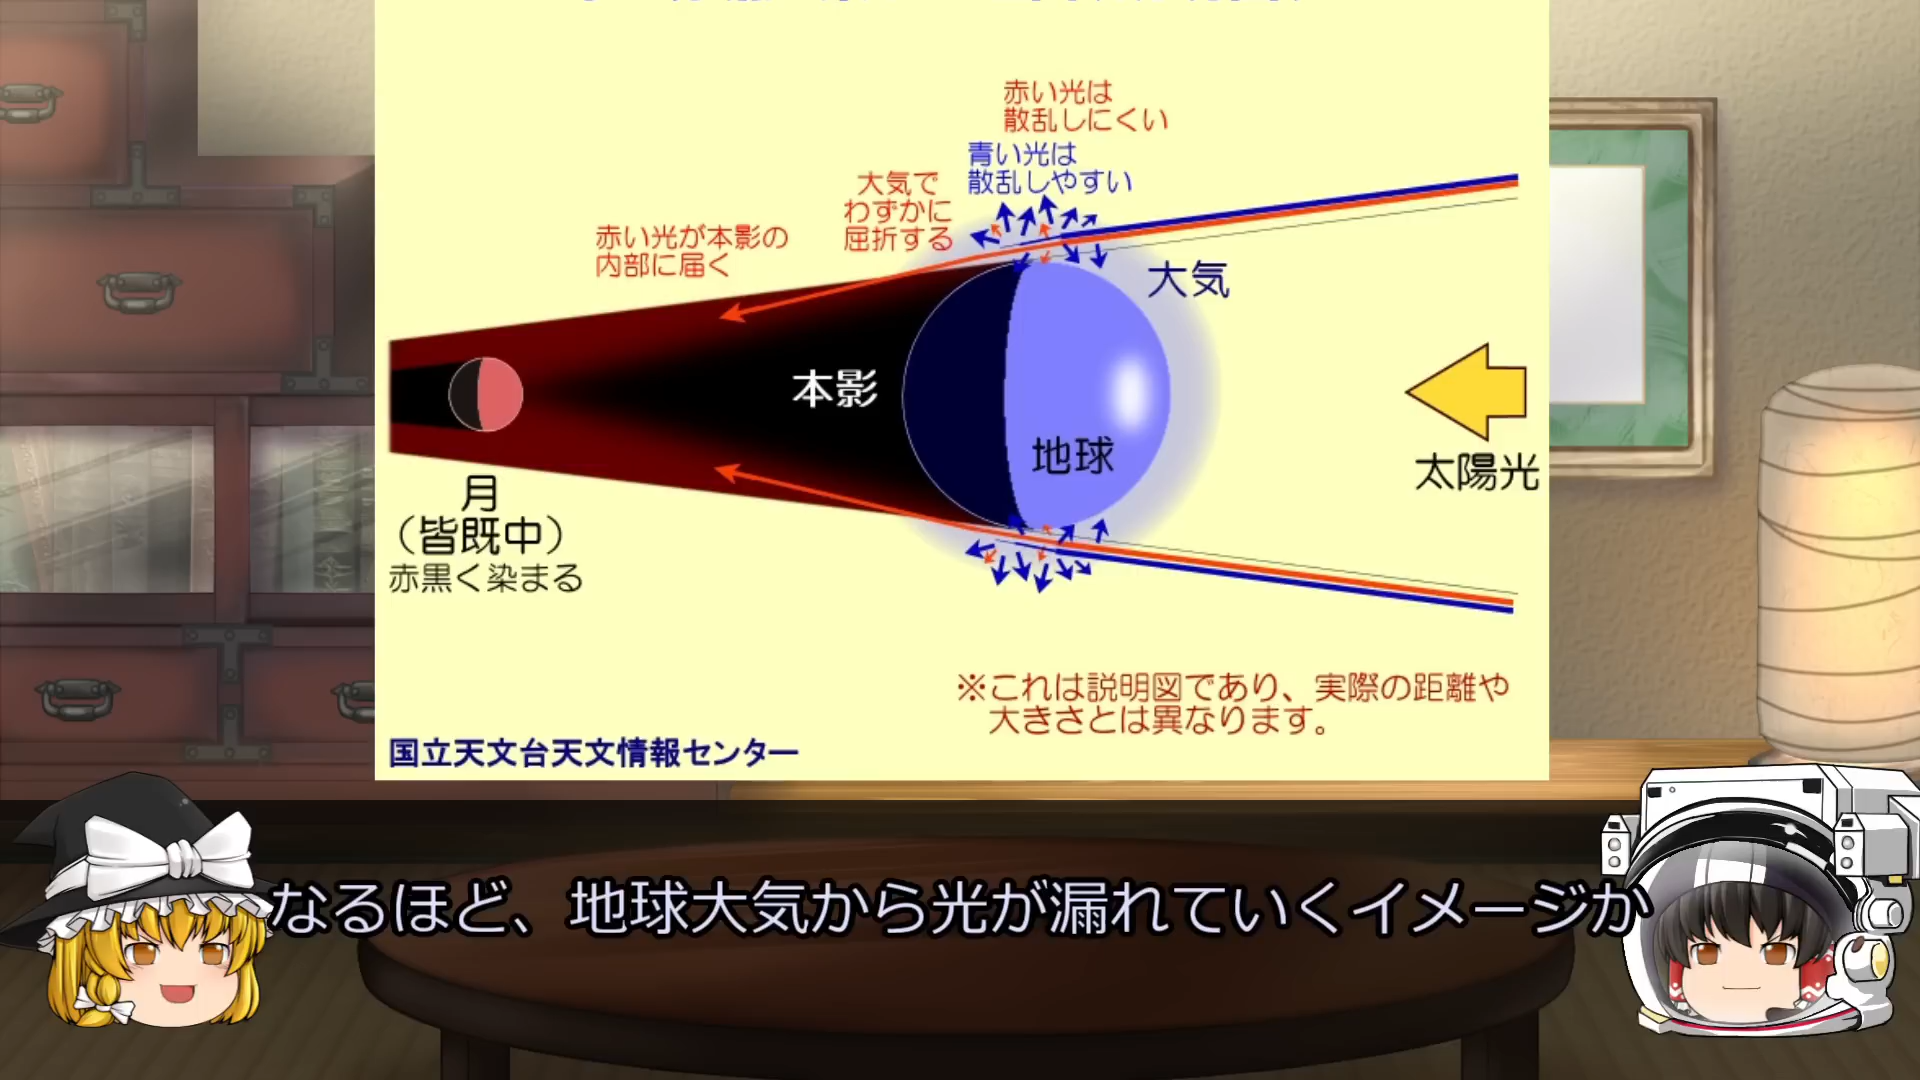 赤い光は
散乱しにくい
青い光は
散乱しやすい
大気で
わずかに
屈折する
赤い光が本影の
内部に届く
大気
本影
地球
太陽光
月
（皆既中）
赤黒く染まる
※これは説明図であり、実際の距離や
大きさとは異なります。
国立天文台天文情報センター
なるほど、地球大気から光が漏れていくイメージか